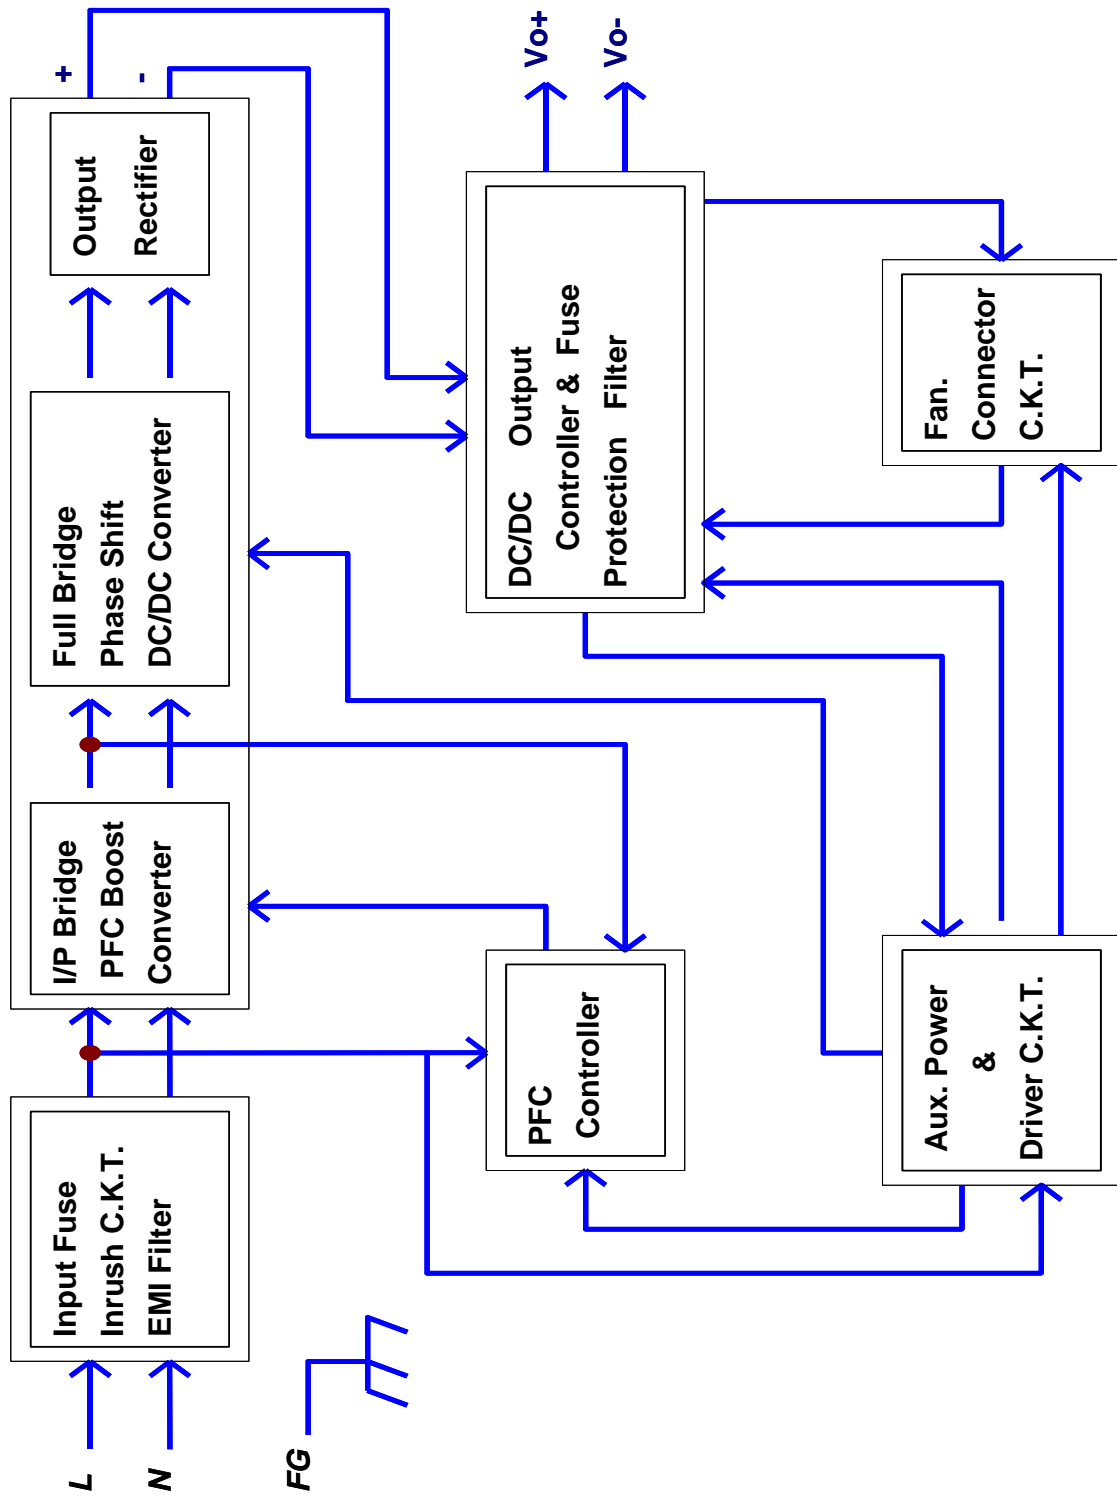 L
N
FG
Input Fuse
Inrush C.K.T.
EMI Filter
I/P Bridge
PFC Boost
Converter
Full Bridge
Phase Shift
DC/DC Converter
Output
Rectifier
+
-
PFC
Controller
DC/DC Output
Controller & Fuse
Protection Filter
Vo+
Vo-
Aux. Power
&
Driver C.K.T.
Fan.
Connector
C.K.T.